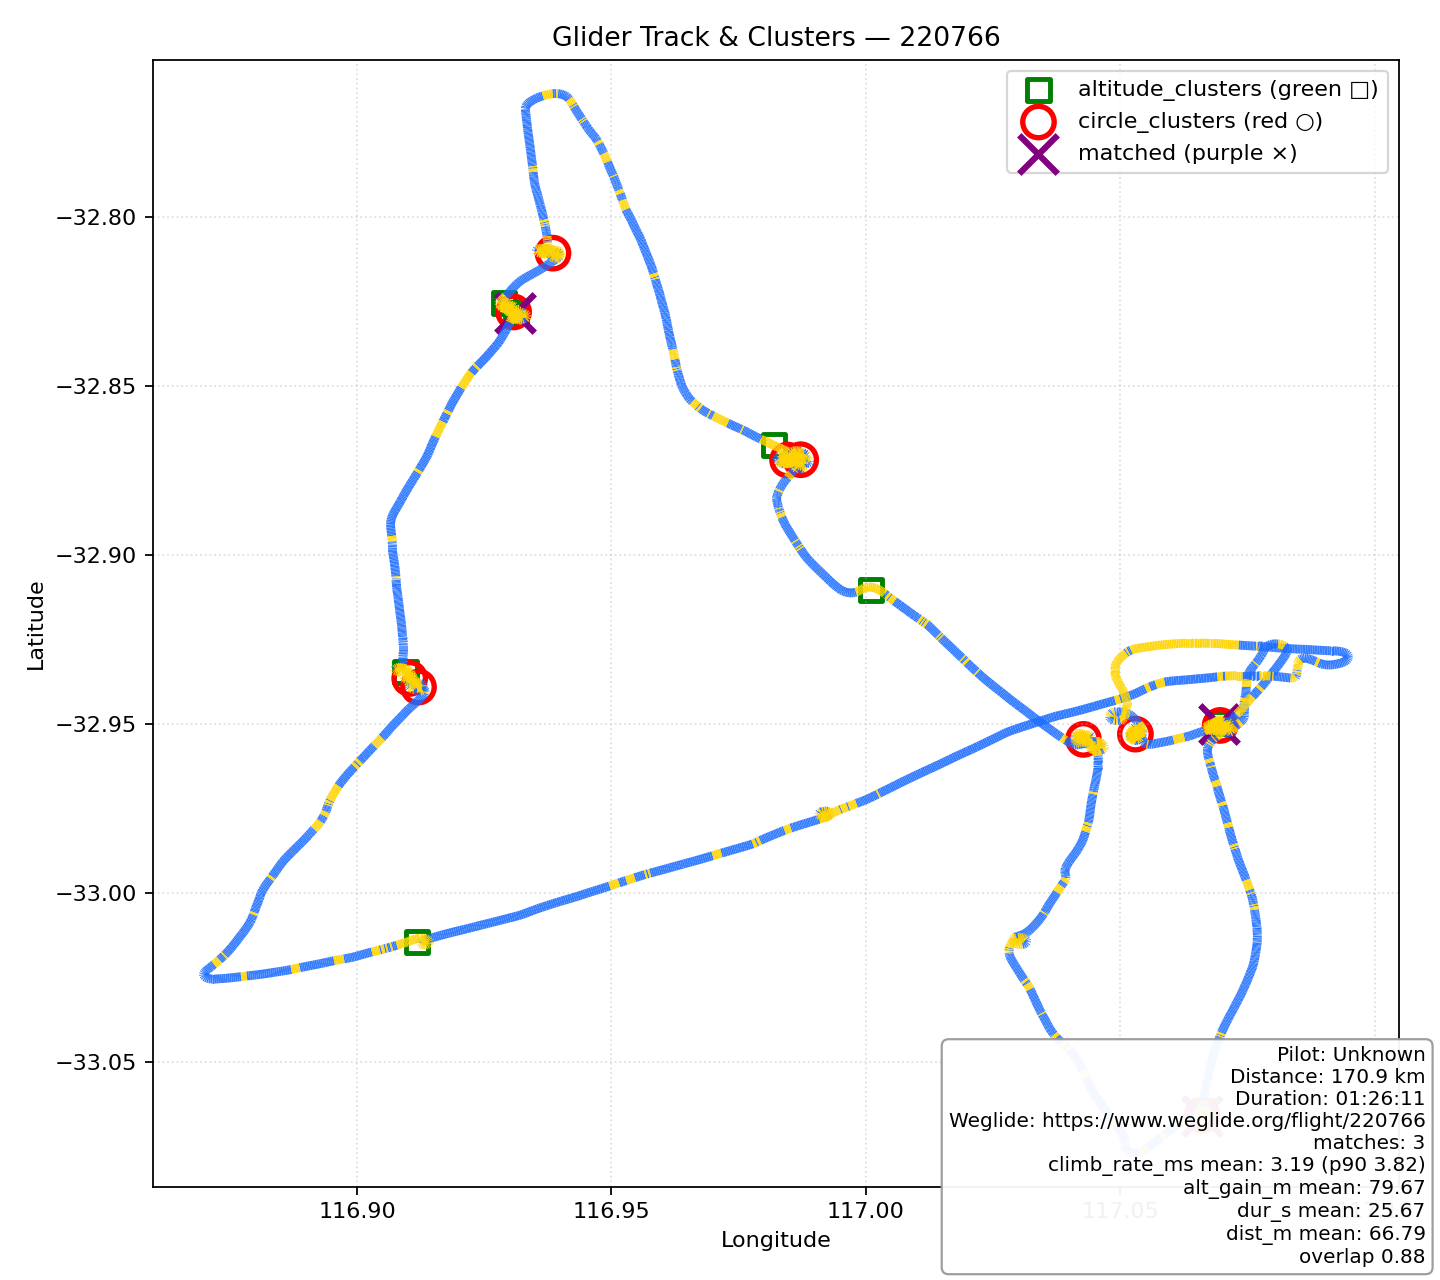 Glider Track & Clusters — 220766
altitude_clusters (green □)
circle_clusters (red ○)
matched (purple ×)
−32.80
−32.85
−32.90
−32.95
−33.00
−33.05
Latitude
116.90
116.95
117.00
117.05
Longitude
Pilot: Unknown
Distance: 170.9 km
Duration: 01:26:11
Weglide: https://www.weglide.org/flight/220766
matches: 3
climb_rate_ms mean: 3.19 (p90 3.82)
alt_gain_m mean: 79.67
dur_s mean: 25.67
dist_m mean: 66.79
overlap 0.88